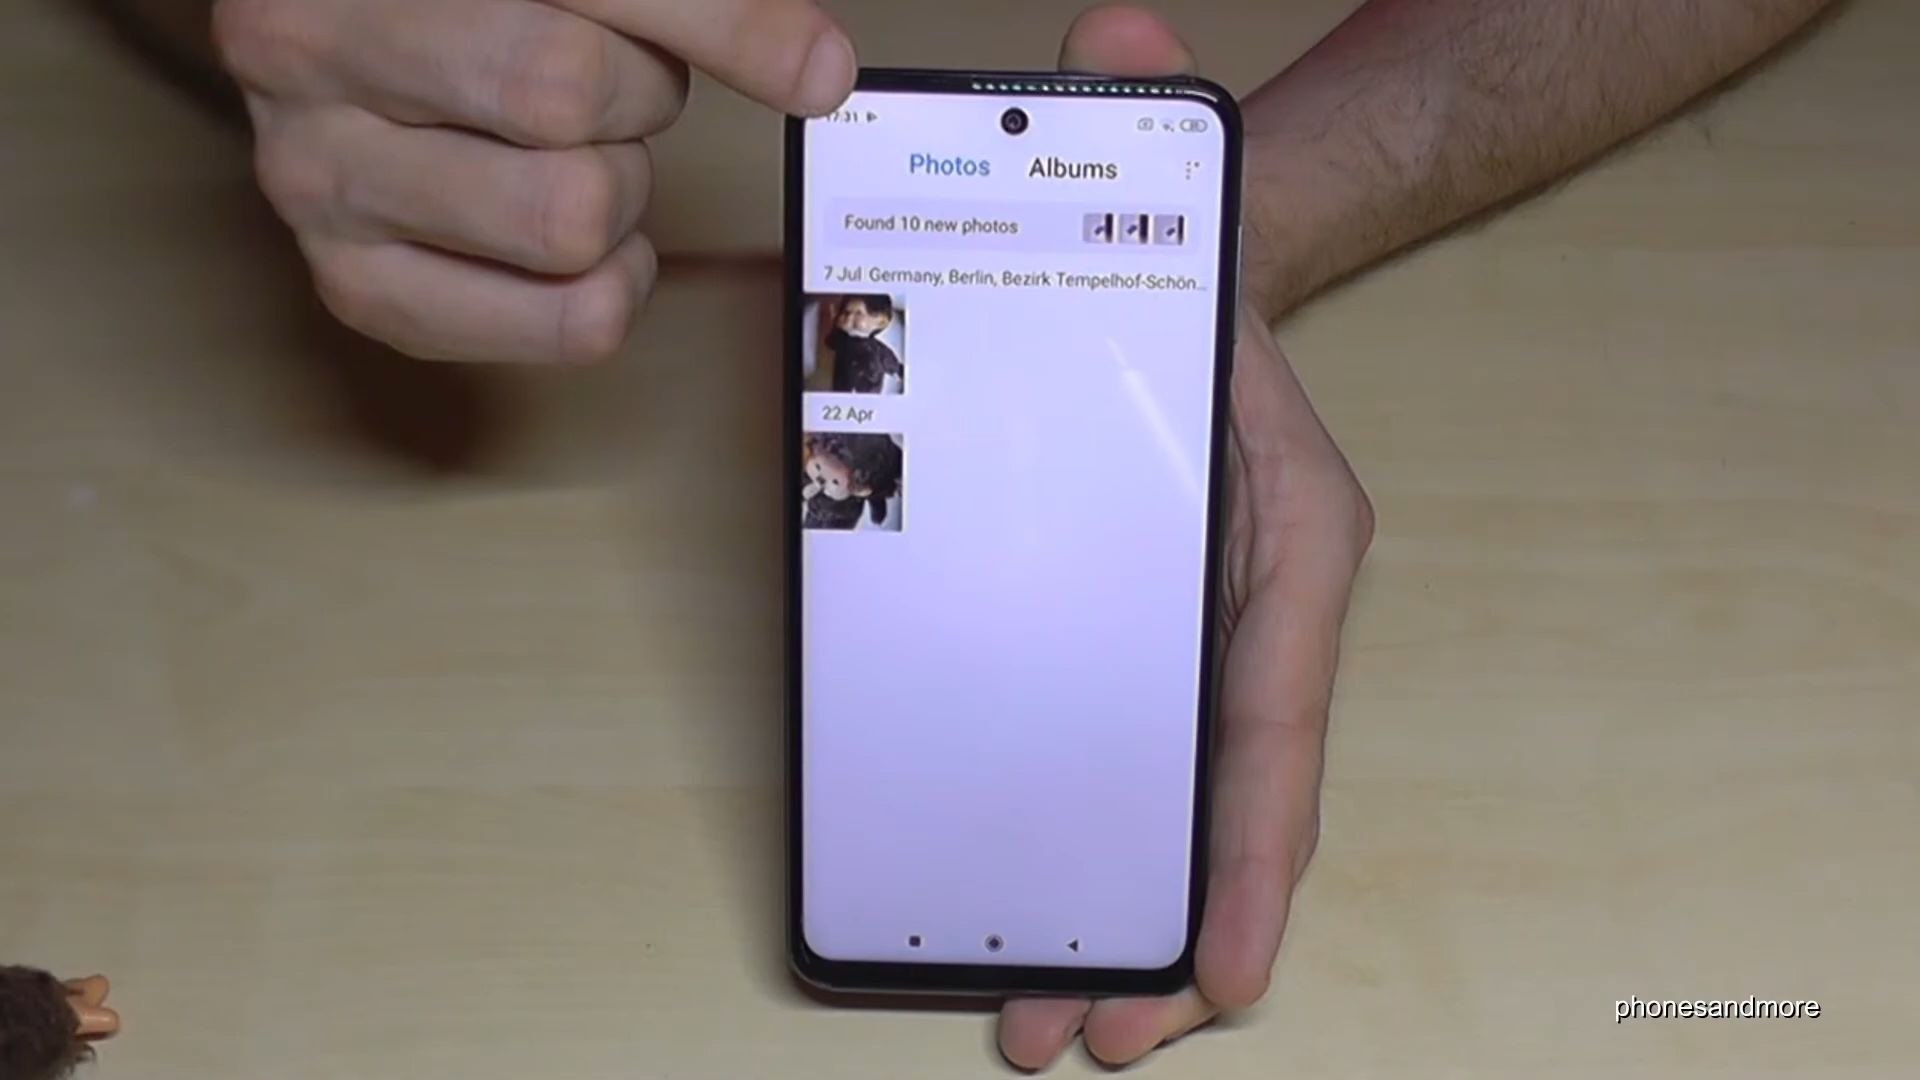 17:31
Photos Albums
Found 10 new photos
7 Jul Germany, Berlin, Bezirk Tempelhof-Schön...
22 Apr
phonesandmore